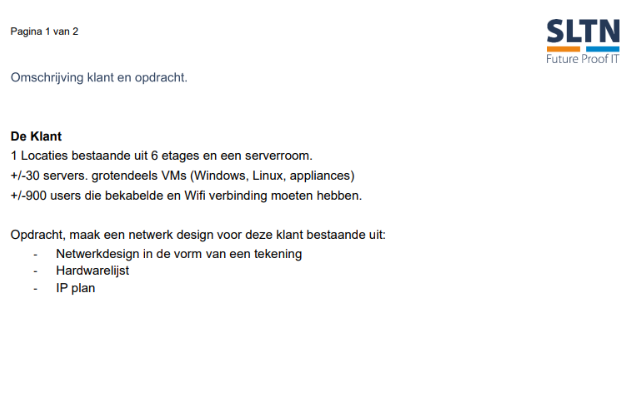 Pagina 1 van 2
SLTN
Future Proof IT
Omschrijving klant en opdracht.
De Klant
1 Locaties bestaande uit 6 etages en een serverroom.
+/-30 servers. grotendeels VMs (Windows, Linux, appliances)
+/-900 users die bekabelde en Wifi verbinding moeten hebben.
Opdracht, maak een netwerk design voor deze klant bestaande uit:
- Netwerkdesign in de vorm van een tekening
- Hardwarelijst
- IP plan